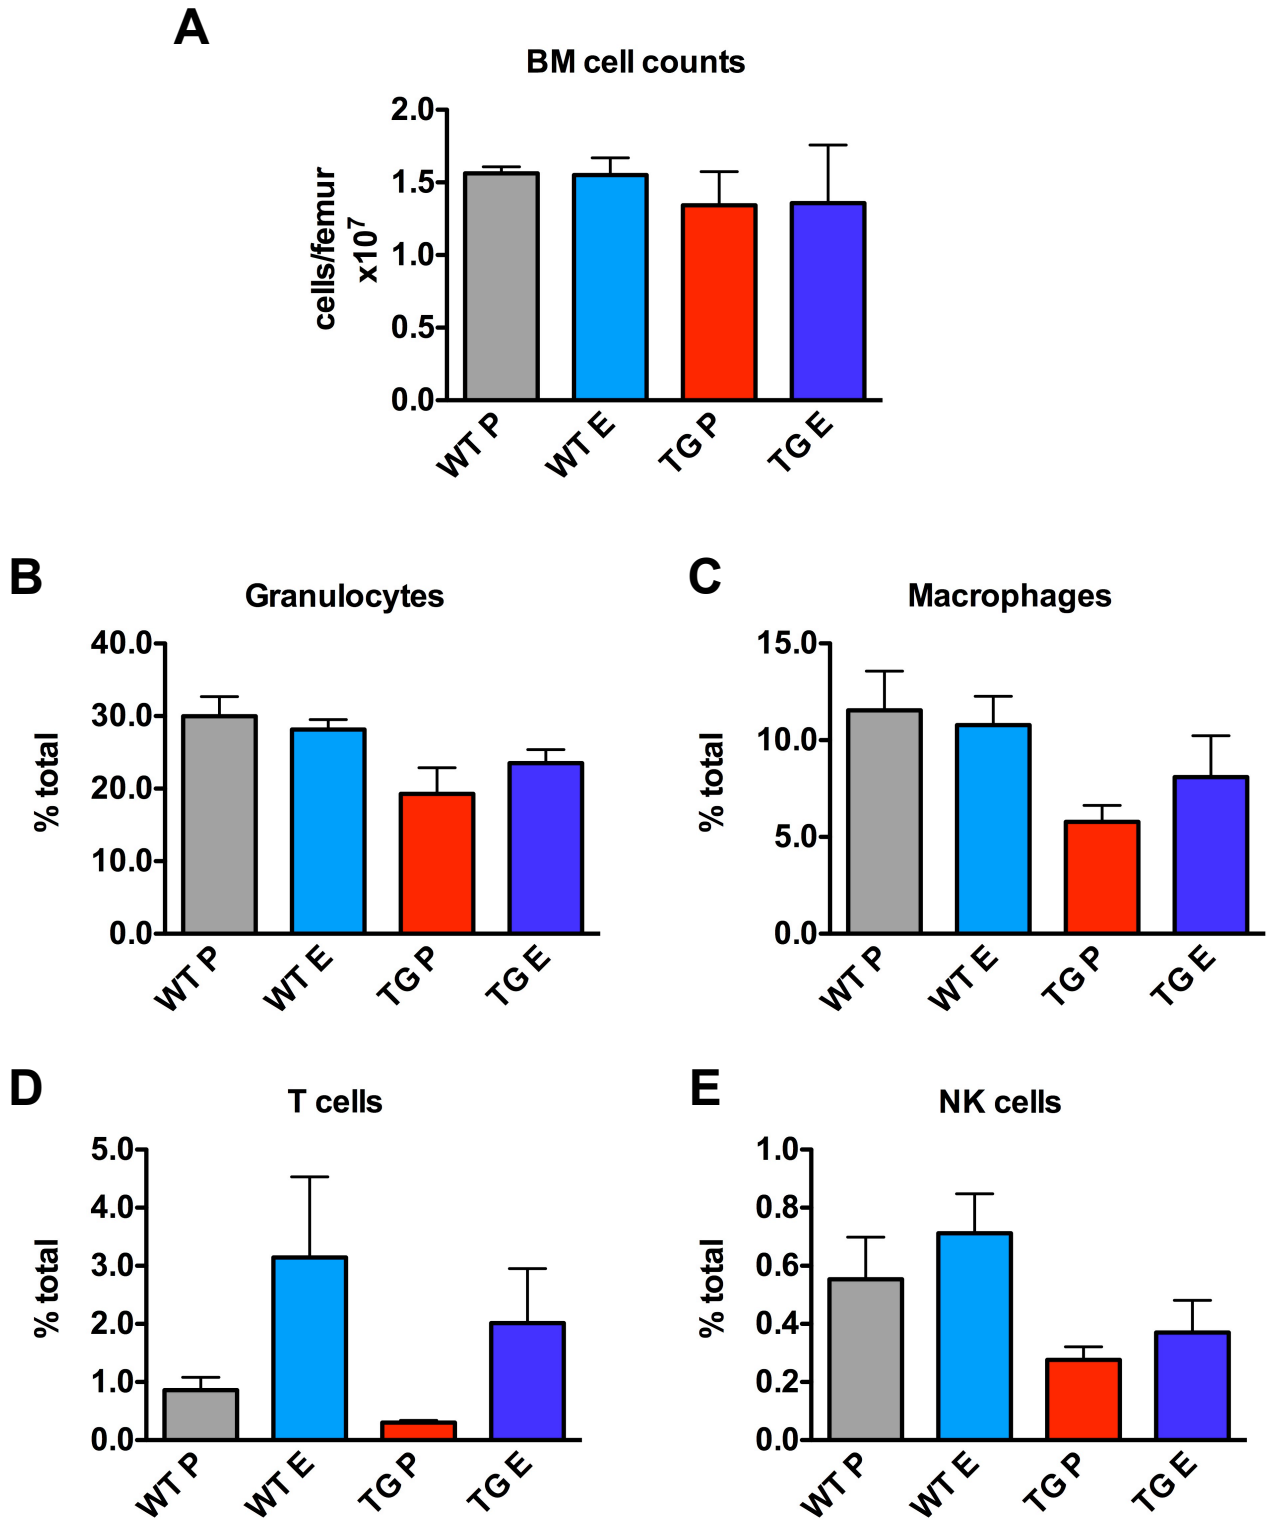 A
BM cell counts
cells/femur
x10⁷
2.0
1.5
1.0
0.5
0.0
WT P
WT E
TG P
TG E
B
Granulocytes
% total
40.0
30.0
20.0
10.0
0.0
WT P
WT E
TG P
TG E
C
Macrophages
% total
15.0
10.0
5.0
0.0
WT P
WT E
TG P
TG E
D
T cells
% total
5.0
4.0
3.0
2.0
1.0
0.0
WT P
WT E
TG P
TG E
E
NK cells
% total
1.0
0.8
0.6
0.4
0.2
0.0
WT P
WT E
TG P
TG E